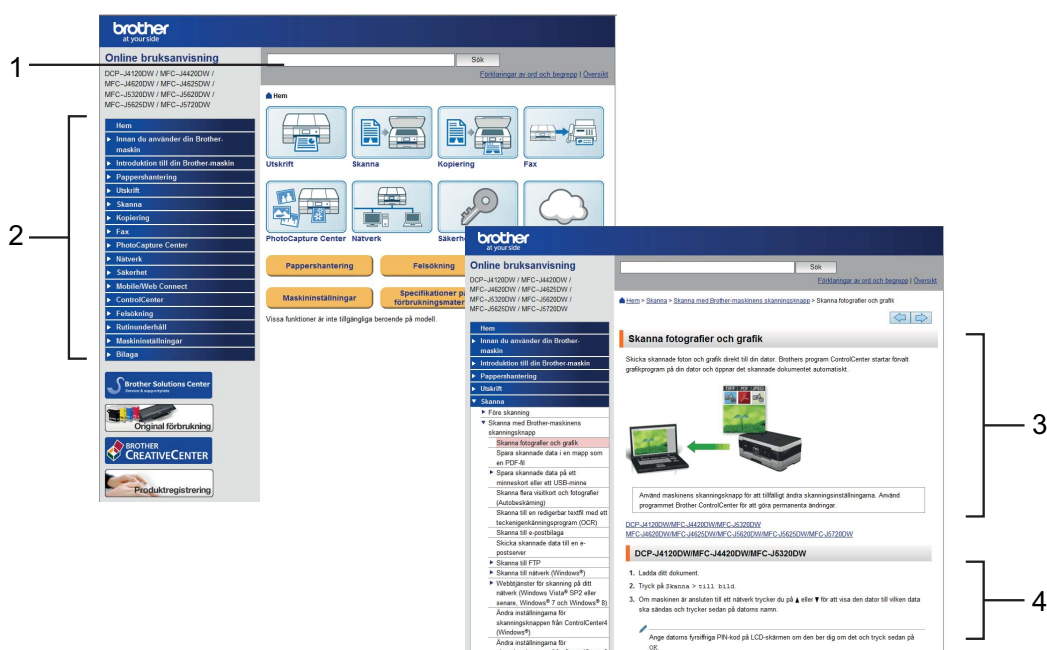 1
2
3
4
brother
at your side
Online bruksanvisning
DCP-J4120DW / MFC-J4420DW /
MFC-J4620DW / MFC-J4625DW /
MFC-J5320DW / MFC-J5620DW /
MFC-J5625DW / MFC-J5720DW
Sök
Förklaringar av ord och begrepp | Översikt
Hem
Innan du använder din Brother-
maskin
Introduktion till din Brother-maskin
Pappershantering
Utskrift
Skanna
Kopiering
Fax
PhotoCapture Center
Nätverk
Säkerhet
Mobile/Web Connect
ControlCenter
Felsökning
Rutinunderhåll
Maskininställningar
Bilaga
Brother Solutions Center
Original förbrukning
BROTHER
CREATIVECENTER
Produktregistrering
Hem
Utskrift
Skanna
Kopiering
Fax
PhotoCapture Center
Nätverk
Säkerh
Pappershantering
Felsökning
Maskininställningar
Specifikationer p
förbrukningsmater
Vissa funktioner är inte tillgängliga beroende på modell.
brother
at your side
Online bruksanvisning
DCP-J4120DW / MFC-J4420DW /
MFC-J4620DW / MFC-J4625DW /
MFC-J5320DW / MFC-J5620DW /
MFC-J5625DW / MFC-J5720DW
Sök
Förklaringar av ord och begrepp | Översikt
Hem
Innan du använder din Brother-
maskin
Introduktion till din Brother-maskin
Pappershantering
Utskrift
Skanna
Före skanning
Skanna med Brother-maskinens
skanningsknapp
Skanna fotografier och grafik
Spara skannade data i en mapp som
en PDF-fil
Spara skannade data på ett
minneskort eller ett USB-minne
Skanna flera visitkort och fotografier
(Autobeskärning)
Skanna till en redigerbar textfil med ett
teckenigenkänningsprogram (OCR)
Skanna till e-postbilaga
Skicka skannade data till en e-
postserver
Skanna till FTP
Skanna till nätverk (Windows®)
Webbtjänster för skanning på ditt
nätverk (Windows Vista® SP2 eller
senare, Windows® 7 och Windows® 8)
Ändra inställningarna för
skanningsknappen från ControlCenter4
(Windows®)
Ändra inställningarna för
Hem > Skanna > Skanna med Brother-maskinens skanningsknapp > Skanna fotografier och grafik
Skanna fotografier och grafik
Skicka skannade foton och grafik direkt till din dator. Brothers program ControlCenter startar förvalt
grafikprogram på din dator och öppnar det skannade dokumentet automatiskt.
TIFF PDF JPEG
Använd maskinens skanningsknapp för att tillfälligt ändra skanningsinställningarna. Använd
programmet Brother ControlCenter för att göra permanenta ändringar.
DCP-J4120DW/MFC-J4420DW/MFC-J5320DW
MFC-J4620DW/MFC-J4625DW/MFC-J5620DW/MFC-J5625DW/MFC-J5720DW
DCP-J4120DW/MFC-J4420DW/MFC-J5320DW
1. Ladda ditt dokument.
2. Tryck på Skanna > till bild.
3. Om maskinen är ansluten till ett nätverk trycker du på ▲ eller ▼ för att visa den dator till vilken data
ska sändas och trycker sedan på datorns namn.
Ange datorns fyrsiffriga PIN-kod på LCD-skärmen om den ber dig om det och tryck sedan på
OK.